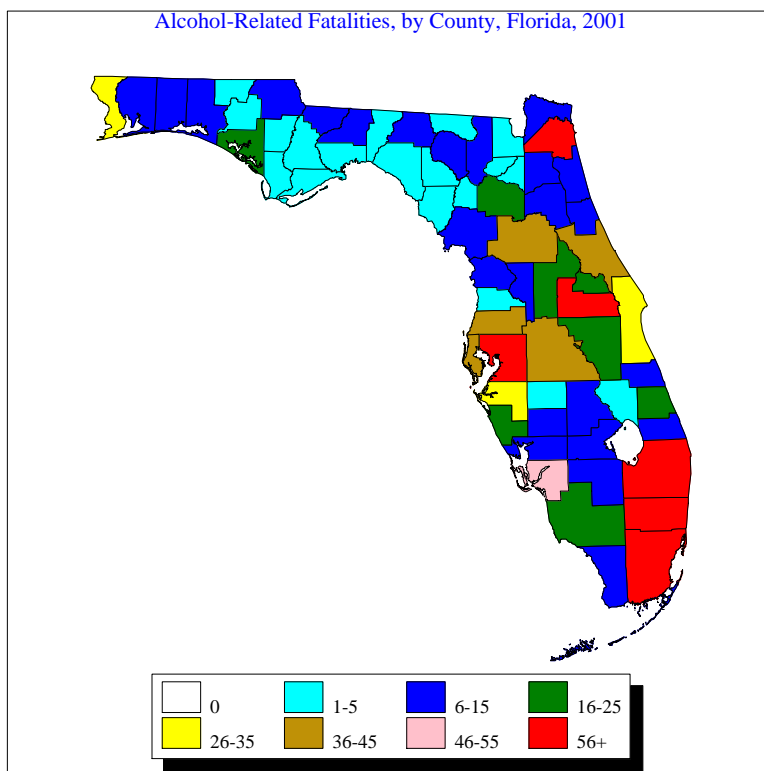 Alcohol-Related Fatalities, by County, Florida, 2001
0 1-5 6-15 16-25
26-35 36-45 46-55 56+